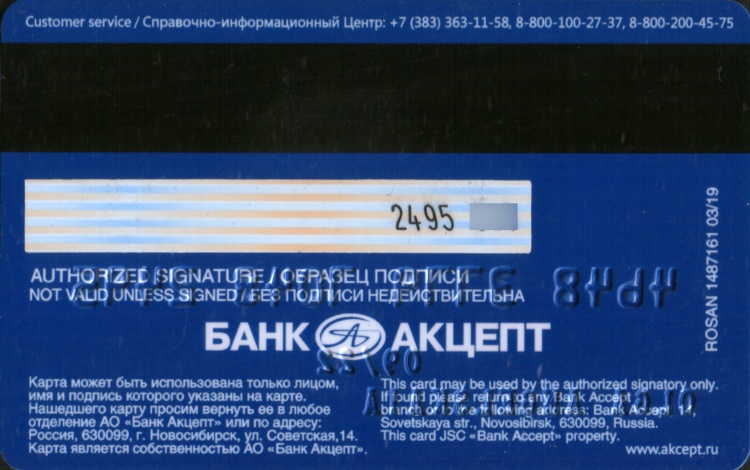 Customer service / Справочно-информационный Центр: +7 (383) 363-11-58, 8-800-100-27-37, 8-800-200-45-75
2495
AUTHORIZED SIGNATURE / ОБРАЗЕЦ ПОДПИСИ
NOT VALID UNLESS SIGNED / БЕЗ ПОДПИСИ НЕДЕЙСТВИТЕЛЬНА
ROSAN 1487161 03/19
БАНК АКЦЕПТ
Карта может быть использована только лицом,
имя и подпись которого указаны на карте.
Нашедшего карту просим вернуть ее в любое
отделение АО «Банк Акцепт» или по адресу:
Россия, 630099, г. Новосибирск, ул. Советская,14.
Карта является собственностью АО «Банк Акцепт».
This card may be used by the authorized signatory only.
If found please return to any Bank Accept
branch or to the following address: Bank Accept, 14,
Sovetskaya str., Novosibirsk, 630099, Russia.
This card JSC «Bank Accept» property.
www.akcept.ru